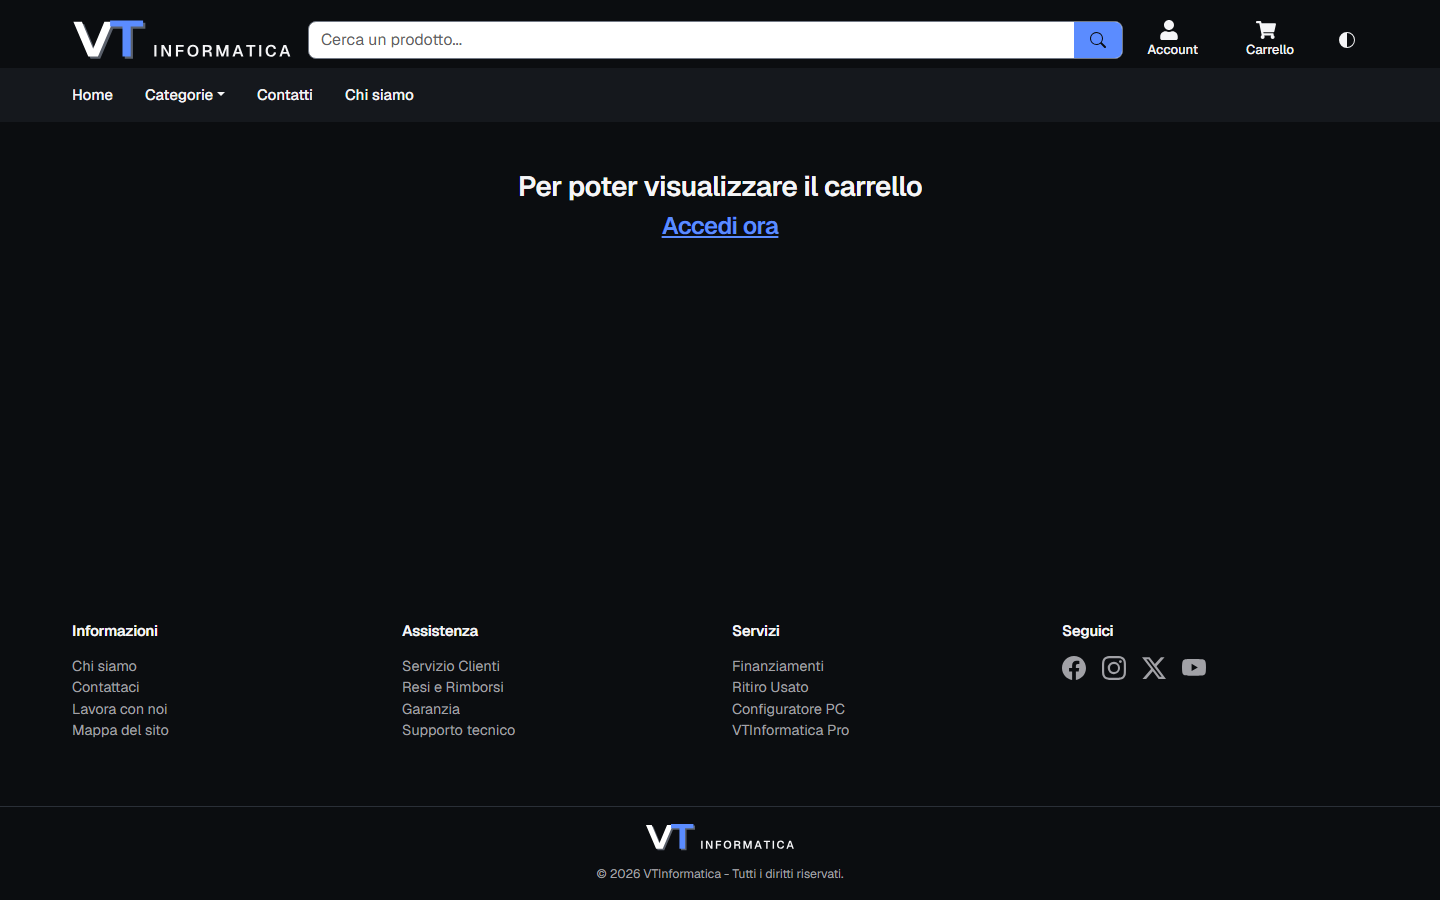 VT INFORMATICA
Cerca un prodotto...
Account
Carrello
Home
Categorie
Contatti
Chi siamo
Per poter visualizzare il carrello
Accedi ora
Informazioni
Chi siamo
Contattaci
Lavora con noi
Mappa del sito
Assistenza
Servizio Clienti
Resi e Rimborsi
Garanzia
Supporto tecnico
Servizi
Finanziamenti
Ritiro Usato
Configuratore PC
VTInformatica Pro
Seguici
VT INFORMATICA
© 2026 VTInformatica - Tutti i diritti riservati.